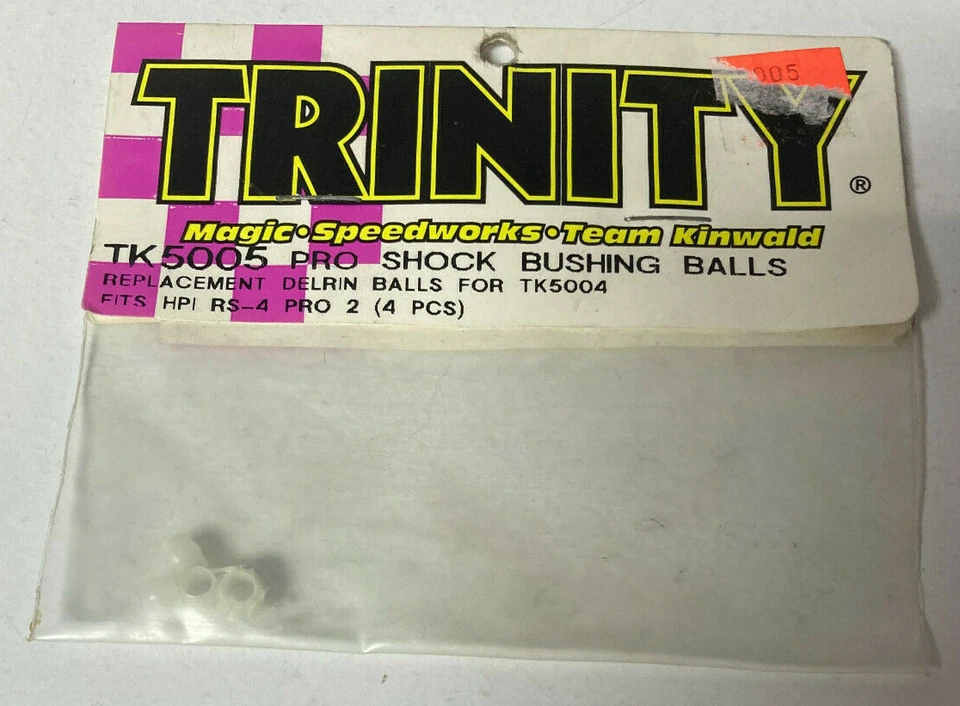 TRINITY®
005
Magic•Speedworks•Team Kinwald
TK5005 PRO SHOCK BUSHING BALLS
REPLACEMENT DELRIN BALLS FOR TK5004
FITS HPI RS-4 PRO 2 (4 PCS)